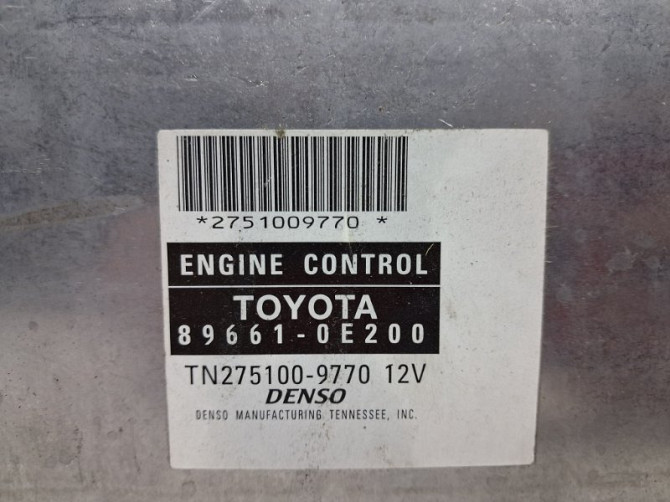 *2751009770 *
ENGINE CONTROL
TOYOTA
89661-0E200
TN275100-9770 12V
DENSO
DENSO MANUFACTURING TENNESSEE, INC.